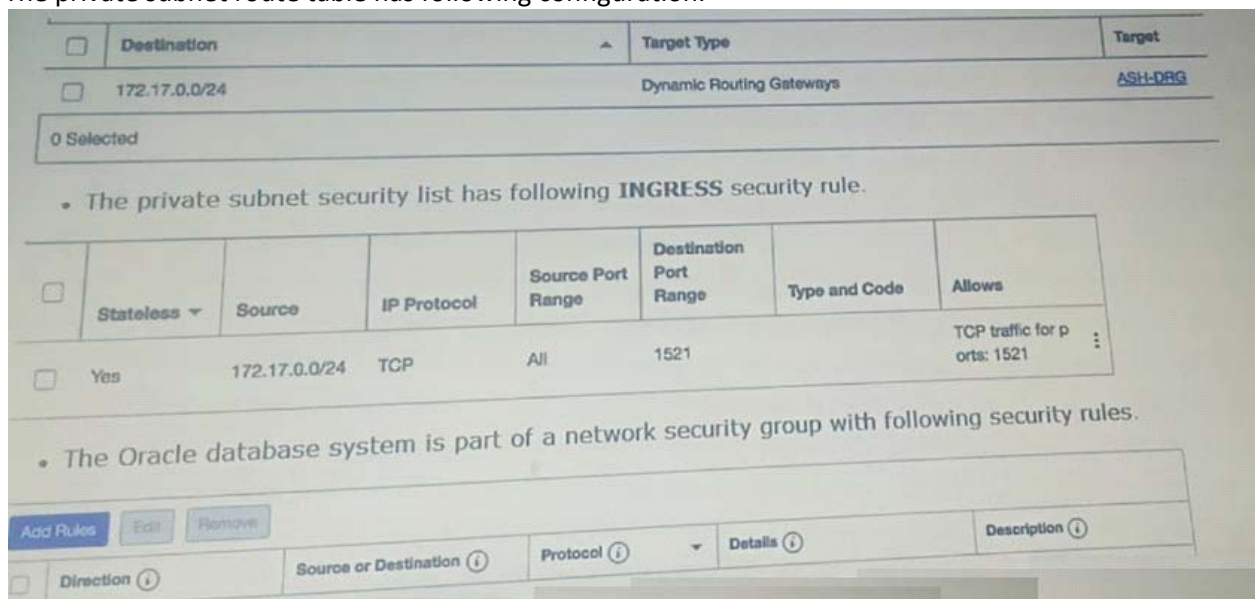 Destination Target Type Target
172.17.0.0/24 Dynamic Routing Gateways ASH-DRG
0 Selected
• The private subnet security list has following INGRESS security rule.
Stateless Source IP Protocol Source Port Range Destination Port Range Type and Code Allows
Yes 172.17.0.0/24 TCP All 1521 TCP traffic for p orts: 1521
• The Oracle database system is part of a network security group with following security rules.
Add Rules Edit Remove
Direction Source or Destination Protocol Details Description